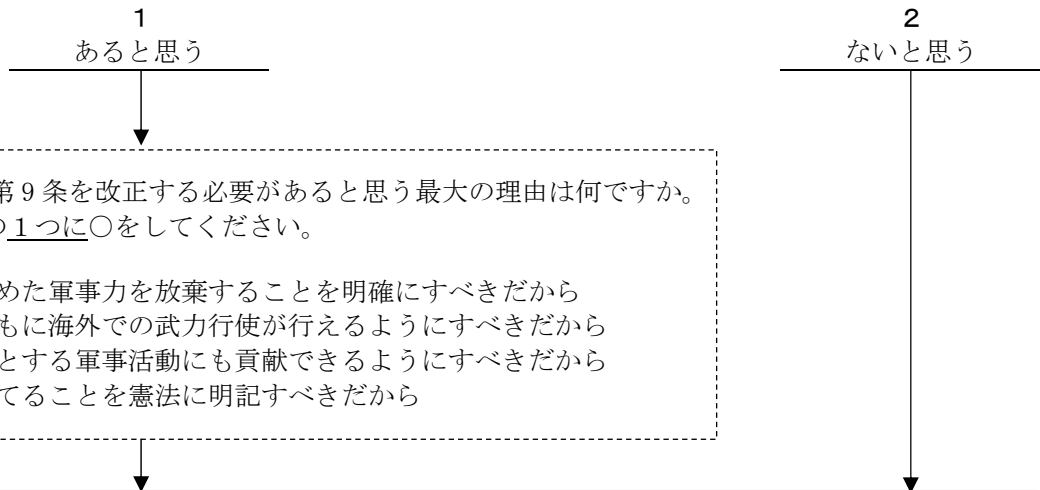 1
あると思う
2
ないと思う
第9条を改正する必要があると思う最大の理由は何ですか。
１つに○をしてください。
めた軍事力を放棄することを明確にすべきだから
もに海外での武力行使が行えるようにすべきだから
とする軍事活動にも貢献できるようにすべきだから
てることを憲法に明記すべきだから